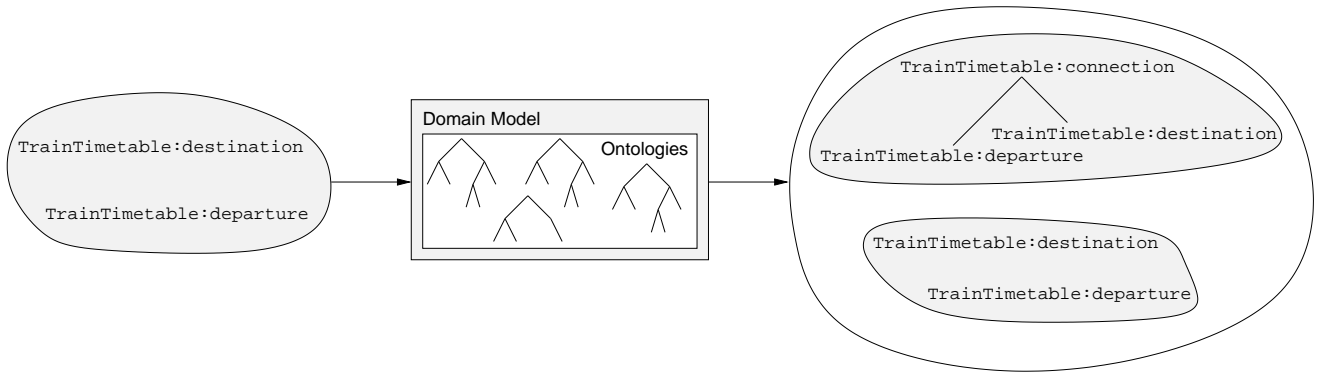 TrainTimetable:destination
TrainTimetable:departure
Domain Model
Ontologies
TrainTimetable:connection
TrainTimetable:destination
TrainTimetable:departure
TrainTimetable:destination
TrainTimetable:departure